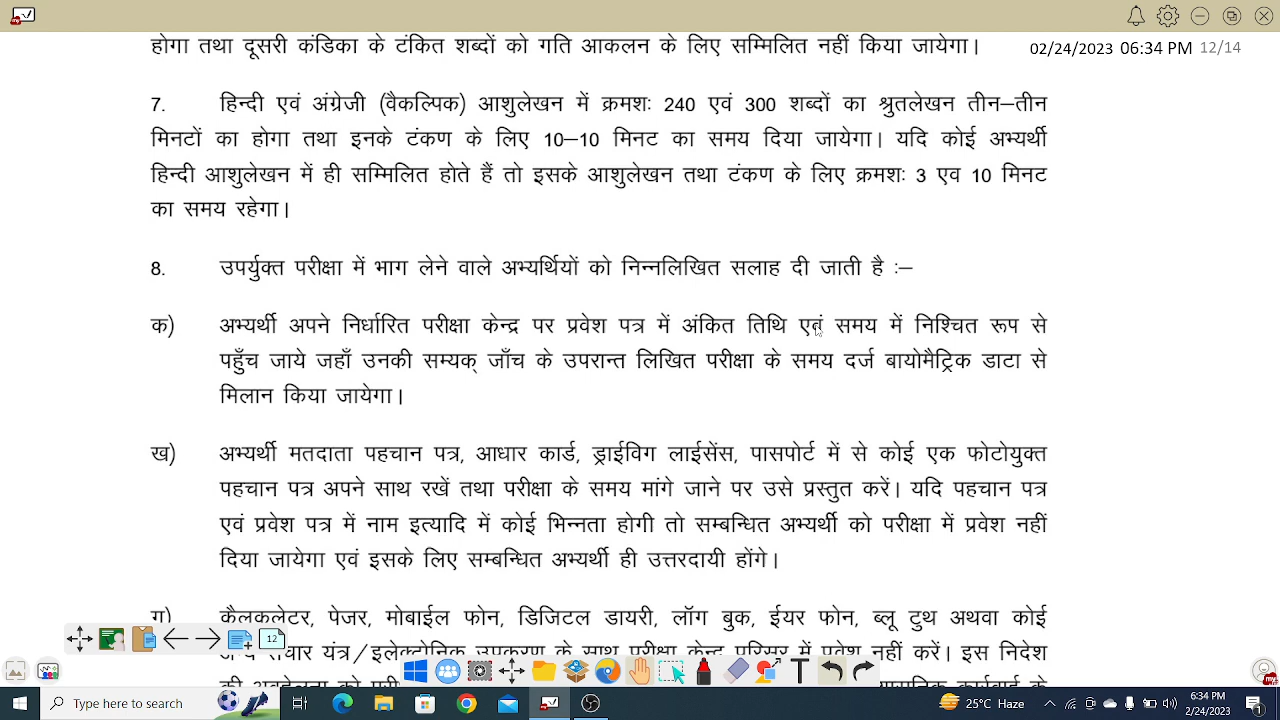 होगा तथा दूसरी कंडिका के टंकित शब्दों को गति आकलन के लिए सम्मिलित नहीं किया जायेगा।
02/24/2023 06:34 PM 12/14
7. हिन्दी एवं अंग्रेजी (वैकल्पिक) आशुलेखन में क्रमशः 240 एवं 300 शब्दों का श्रुतलेखन तीन–तीन
मिनटों का होगा तथा इनके टंकण के लिए 10–10 मिनट का समय दिया जायेगा। यदि कोई अभ्यर्थी
हिन्दी आशुलेखन में ही सम्मिलित होते हैं तो इसके आशुलेखन तथा टंकण के लिए क्रमशः 3 एव 10 मिनट
का समय रहेगा।
8. उपर्युक्त परीक्षा में भाग लेने वाले अभ्यर्थियों को निम्नलिखित सलाह दी जाती है :–
क) अभ्यर्थी अपने निर्धारित परीक्षा केन्द्र पर प्रवेश पत्र में अंकित तिथि एवं समय में निश्चित रूप से
पहुँच जाये जहाँ उनकी सम्यक् जाँच के उपरान्त लिखित परीक्षा के समय दर्ज बायोमैट्रिक डाटा से
मिलान किया जायेगा।
ख) अभ्यर्थी मतदाता पहचान पत्र, आधार कार्ड, ड्राईविग लाईसेंस, पासपोर्ट में से कोई एक फोटोयुक्त
पहचान पत्र अपने साथ रखें तथा परीक्षा के समय मांगे जाने पर उसे प्रस्तुत करें। यदि पहचान पत्र
एवं प्रवेश पत्र में नाम इत्यादि में कोई भिन्नता होगी तो सम्बन्धित अभ्यर्थी को परीक्षा में प्रवेश नहीं
दिया जायेगा एवं इसके लिए सम्बन्धित अभ्यर्थी ही उत्तरदायी होंगे।
ग) कैलकलेटर, पेजर, मोबाईल फोन, डिजिटल डायरी, लॉग बुक, ईयर फोन, ब्लू टुथ अथवा कोई
यंत्र/इलेक्ट्रोनिक उपकरण के साथ परीक्षा केन्द्र परिसर में प्रवेश नहीं करें। इस निदेश
12
Type here to search
25°C Haze
6:34 PM
2/24/2023